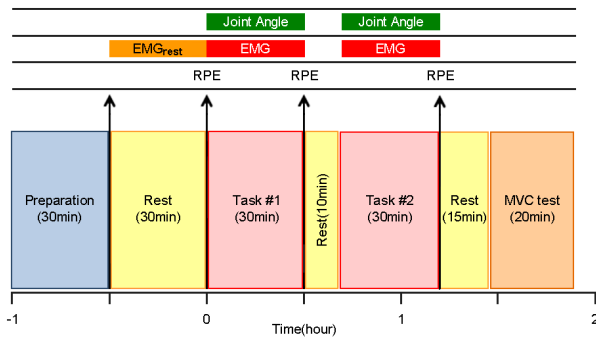 Joint Angle Joint Angle
EMGrest EMG EMG
RPE RPE RPE
Preparation
(30min)
Rest
(30min)
Task #1
(30min)
Rest(10min)
Task #2
(30min)
Rest
(15min)
MVC test
(20min)
-1 0 1 2
Time(hour)